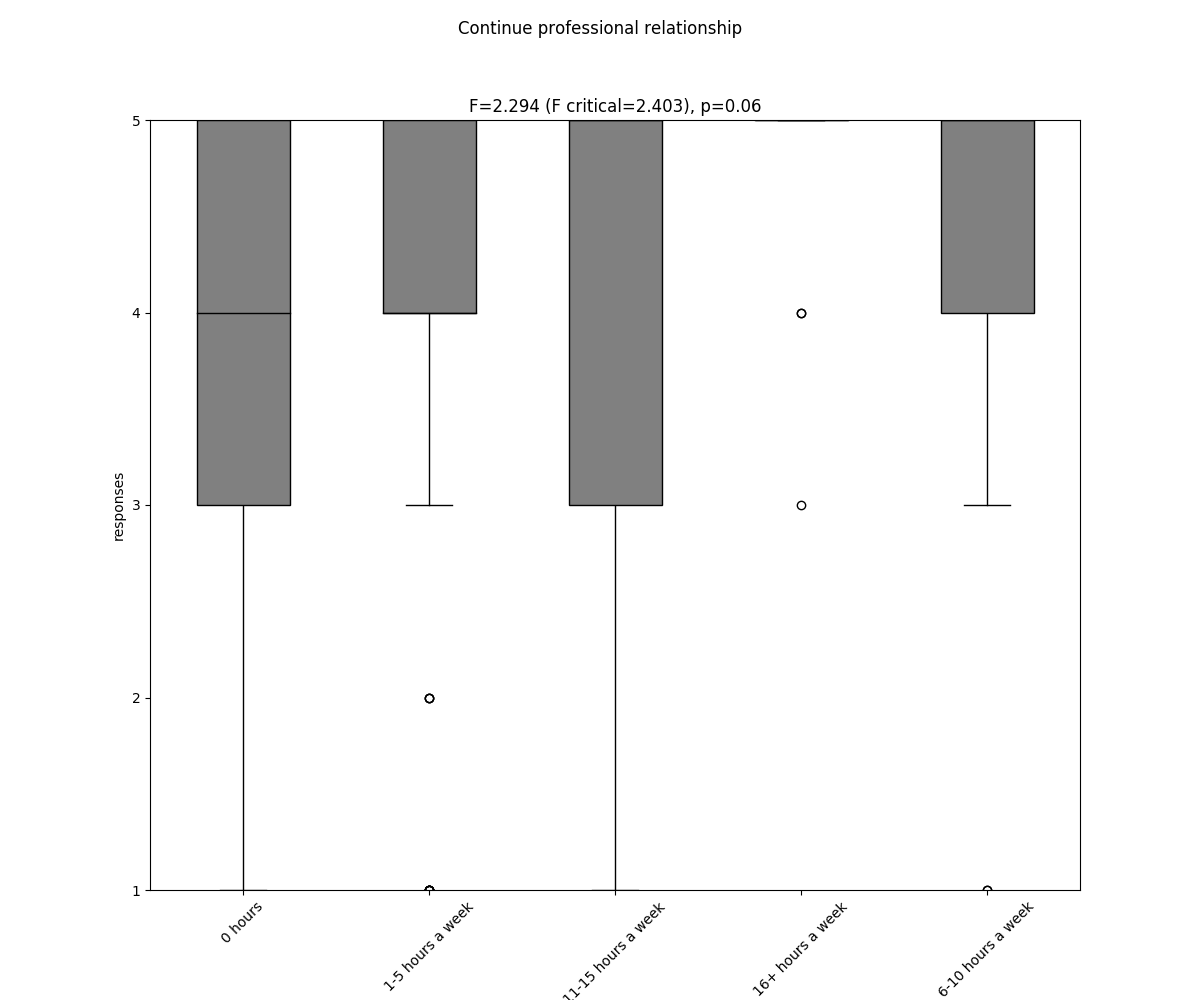 Continue professional relationship
F=2.294 (F critical=2.403), p=0.06
5
4
3
2
1
responses
0 hours
1-5 hours a week
11-15 hours a week
16+ hours a week
6-10 hours a week